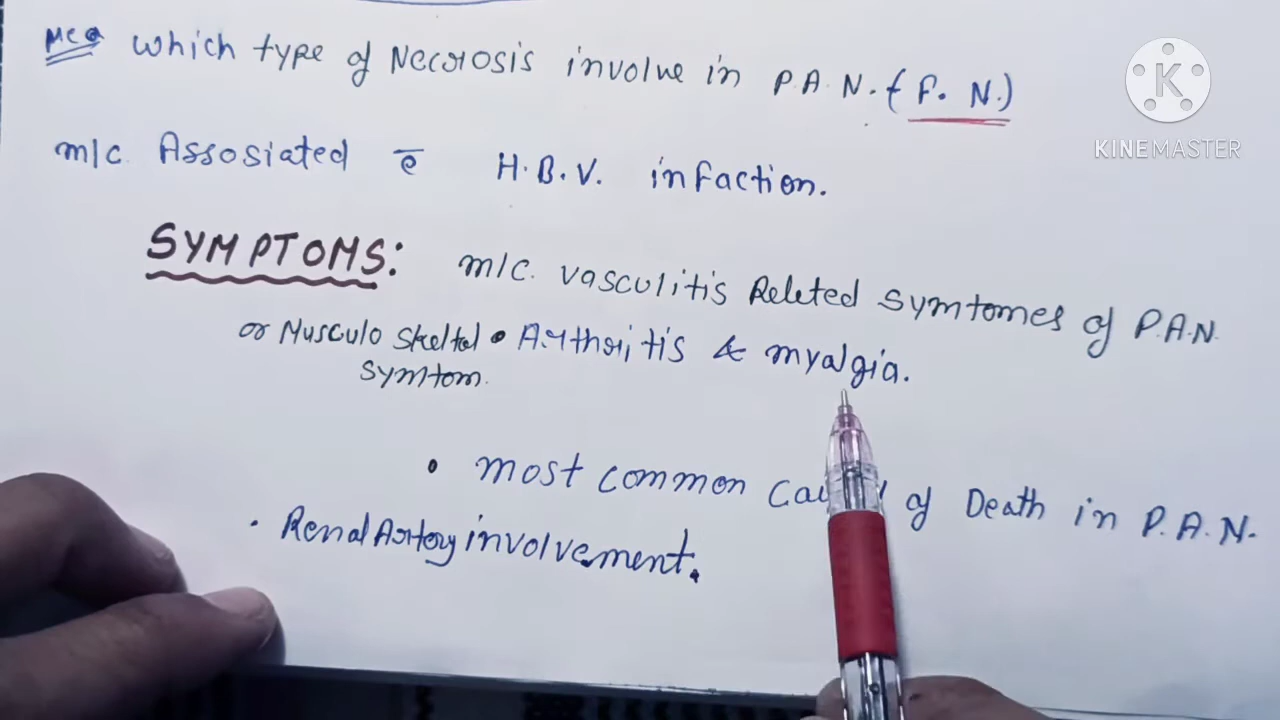 MCQ Which type of Necrosis involve in P.A.N. (F. N.)
K
KINEMASTER
m/c. Assosiated c̄ H.B.V. infaction.
SYMPTOMS: m/c. vasculitis Releted symtomes of P.A.N.
or Musculo Skeltal • Arthritis & myalgia.
Symtom.
• most common Cau of Death in P.A.N.
• Renal Artery involvement.